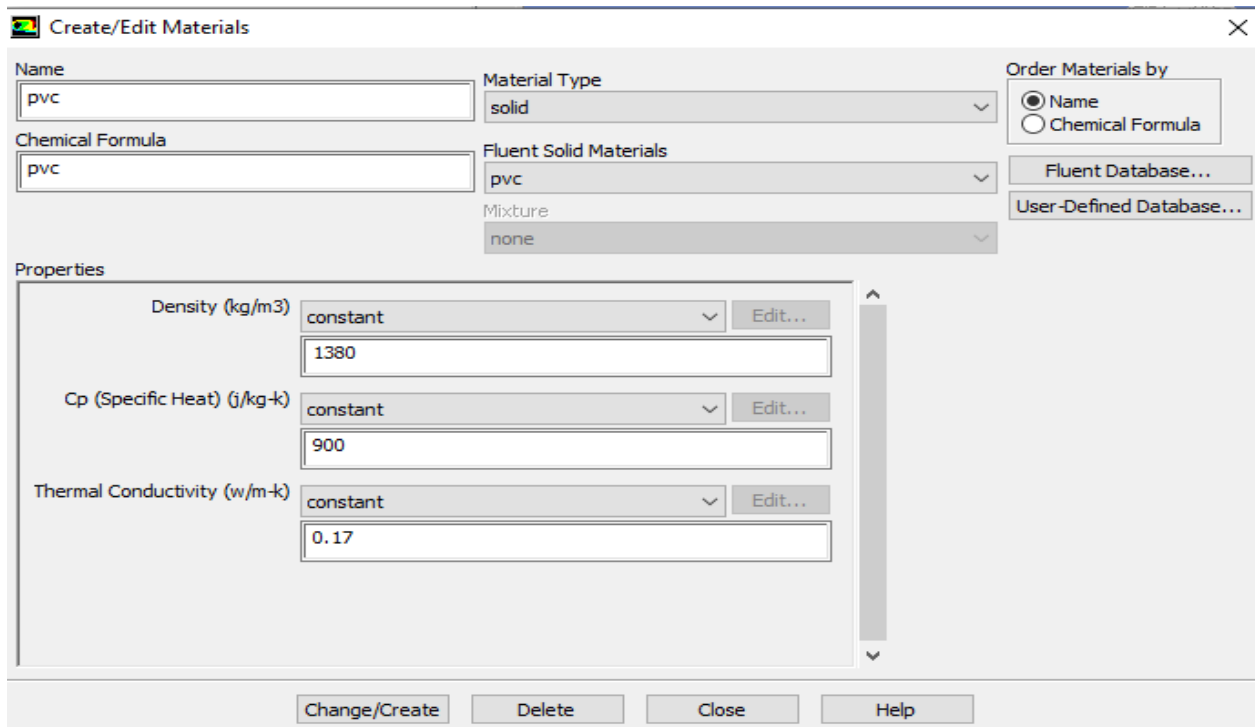 Create/Edit Materials
Name
pvc
Chemical Formula
pvc
Material Type
solid
Fluent Solid Materials
pvc
Mixture
none
Order Materials by
Name
Chemical Formula
Fluent Database...
User-Defined Database...
Properties
Density (kg/m3)
constant
Edit...
1380
Cp (Specific Heat) (j/kg-k)
constant
Edit...
900
Thermal Conductivity (w/m-k)
constant
Edit...
0.17
Change/Create
Delete
Close
Help